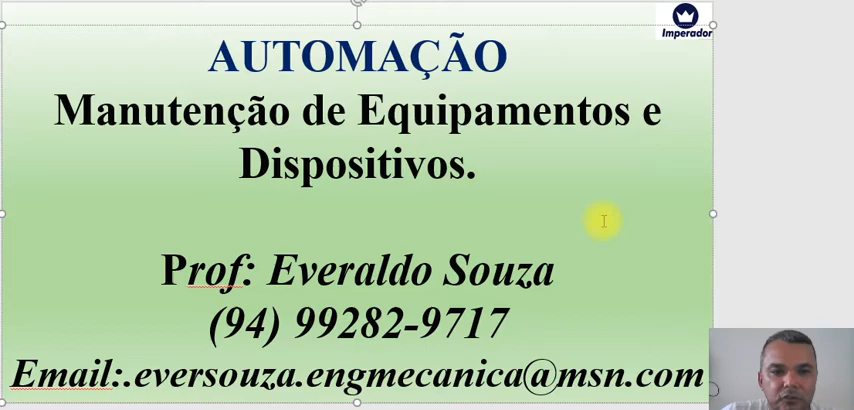 Imperador
AUTOMAÇÃO
Manutenção de Equipamentos e
Dispositivos.
Prof: Everaldo Souza
(94) 99282-9717
Email:.eversouza.engmecanica@msn.com